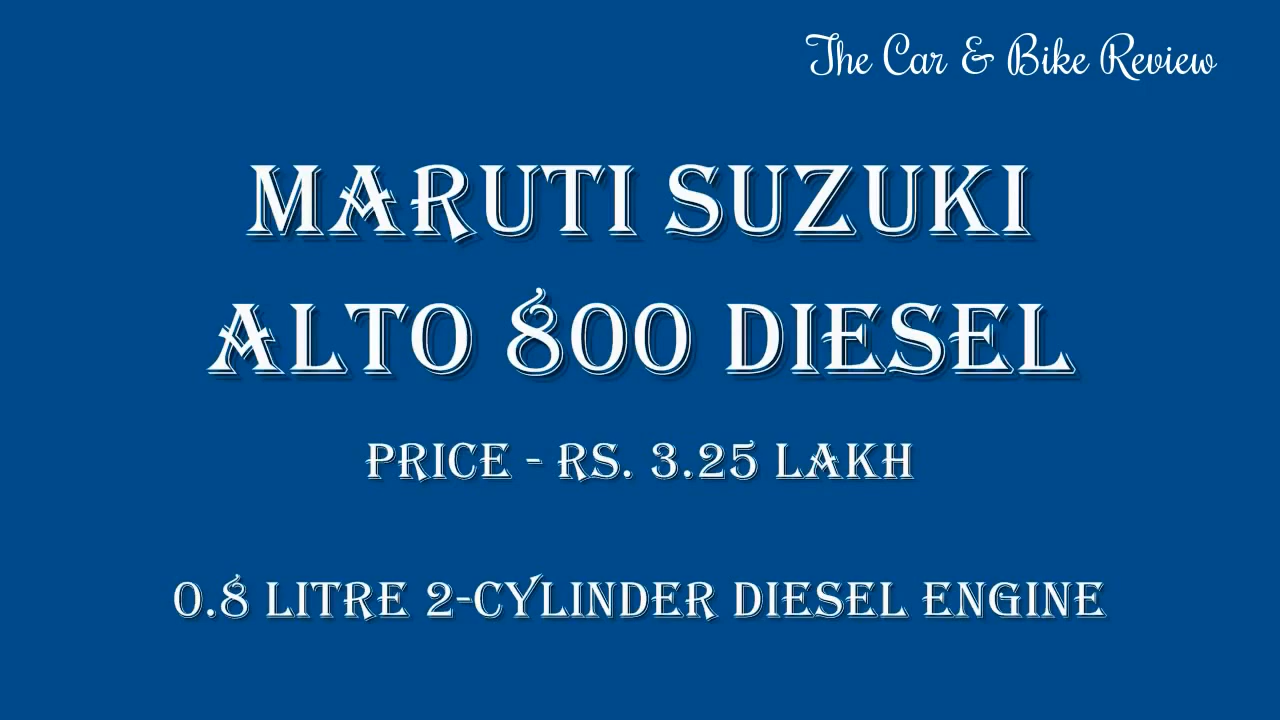 The Car & Bike Review
MARUTI SUZUKI
ALTO 800 DIESEL
PRICE - RS. 3.25 LAKH
0.8 LITRE 2-CYLINDER DIESEL ENGINE